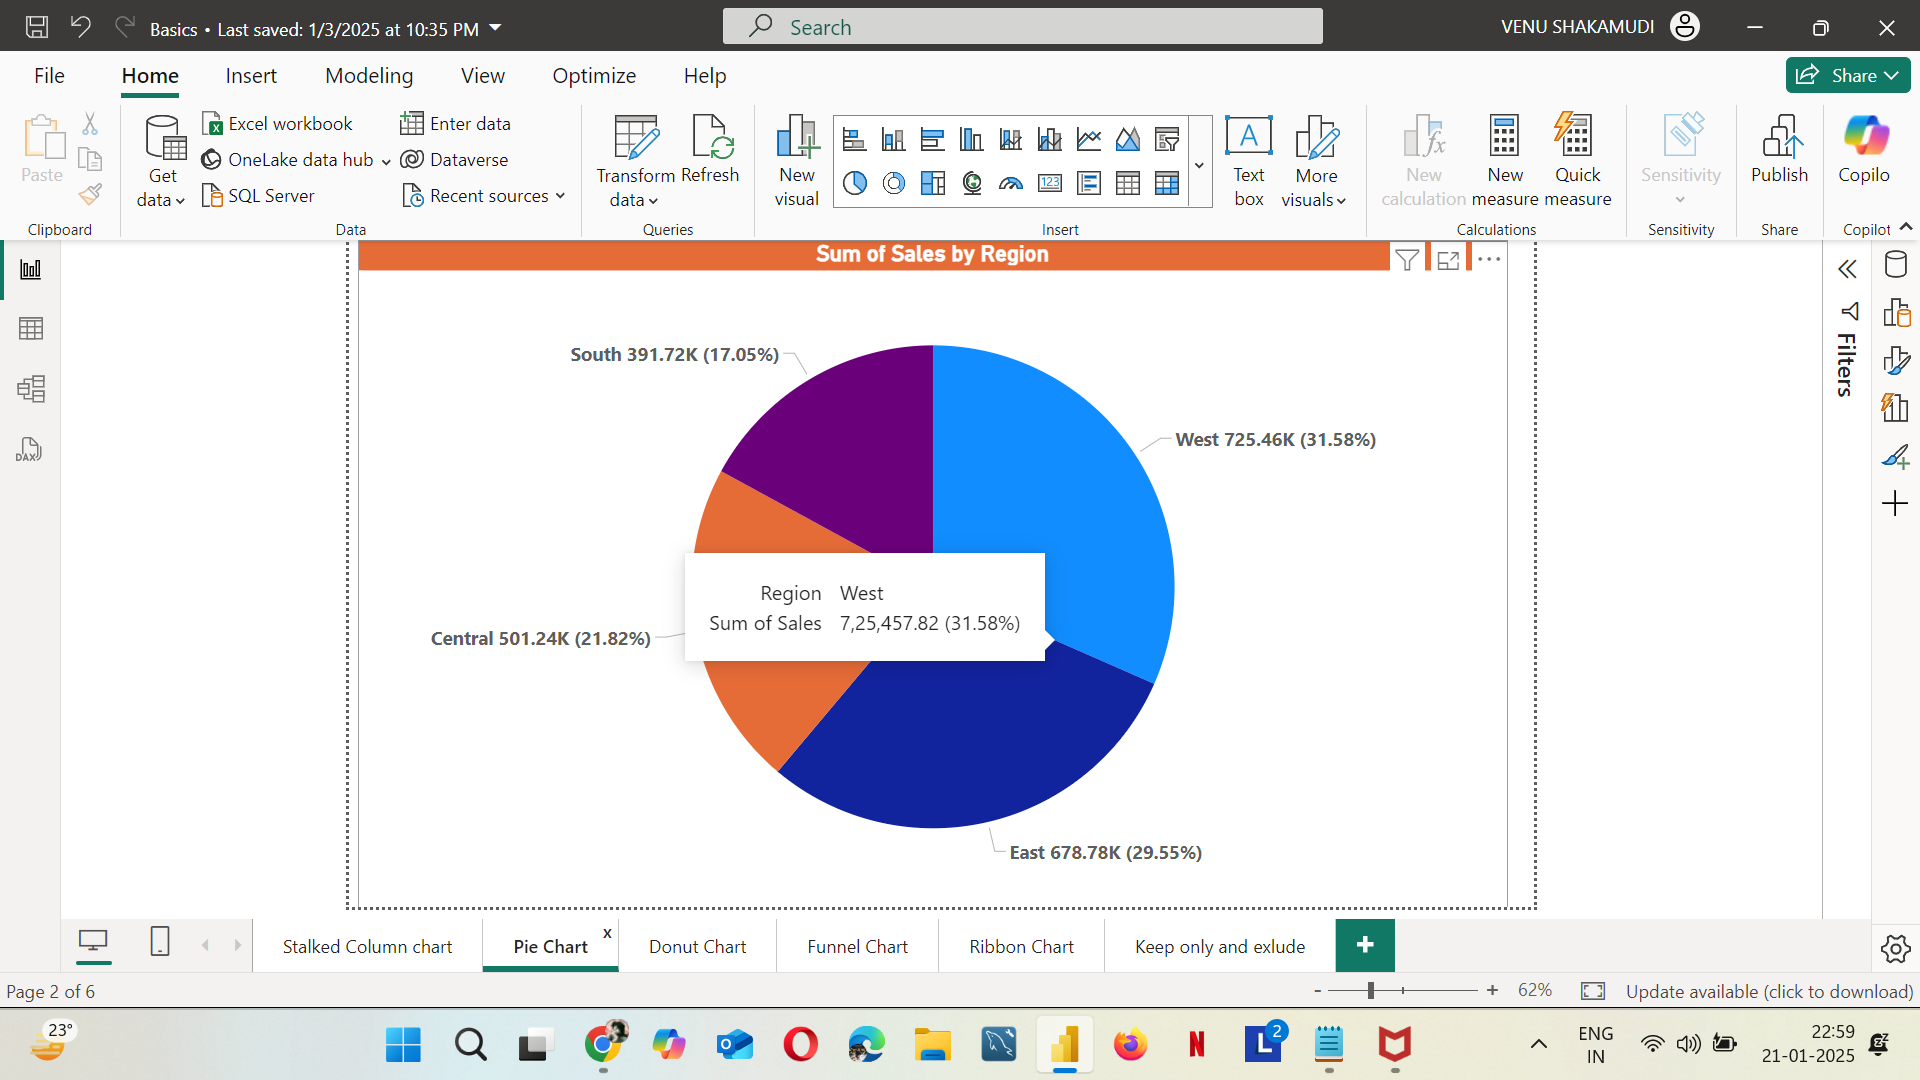 Basics • Last saved: 1/3/2025 at 10:35 PM
Search
VENU SHAKAMUDI
File
Home
Insert
Modeling
View
Optimize
Help
Share
Paste
Clipboard
Get data
Excel workbook
OneLake data hub
SQL Server
Enter data
Dataverse
Recent sources
Data
Transform data
Refresh
Queries
New visual
123
A
Text box
More visuals
Insert
fx
New calculation
New measure
Quick measure
Calculations
Sensitivity
Sensitivity
Publish
Share
Copilo
Copilot
DAX
Sum of Sales by Region
South 391.72K (17.05%)
West 725.46K (31.58%)
Region West
Sum of Sales 7,25,457.82 (31.58%)
Central 501.24K (21.82%)
East 678.78K (29.55%)
Filters
Stalked Column chart
Pie Chart
x
Donut Chart
Funnel Chart
Ribbon Chart
Keep only and exlude
+
Page 2 of 6
- + 62%
Update available (click to download)
23°
N
L
2
ENG
IN
22:59
21-01-2025